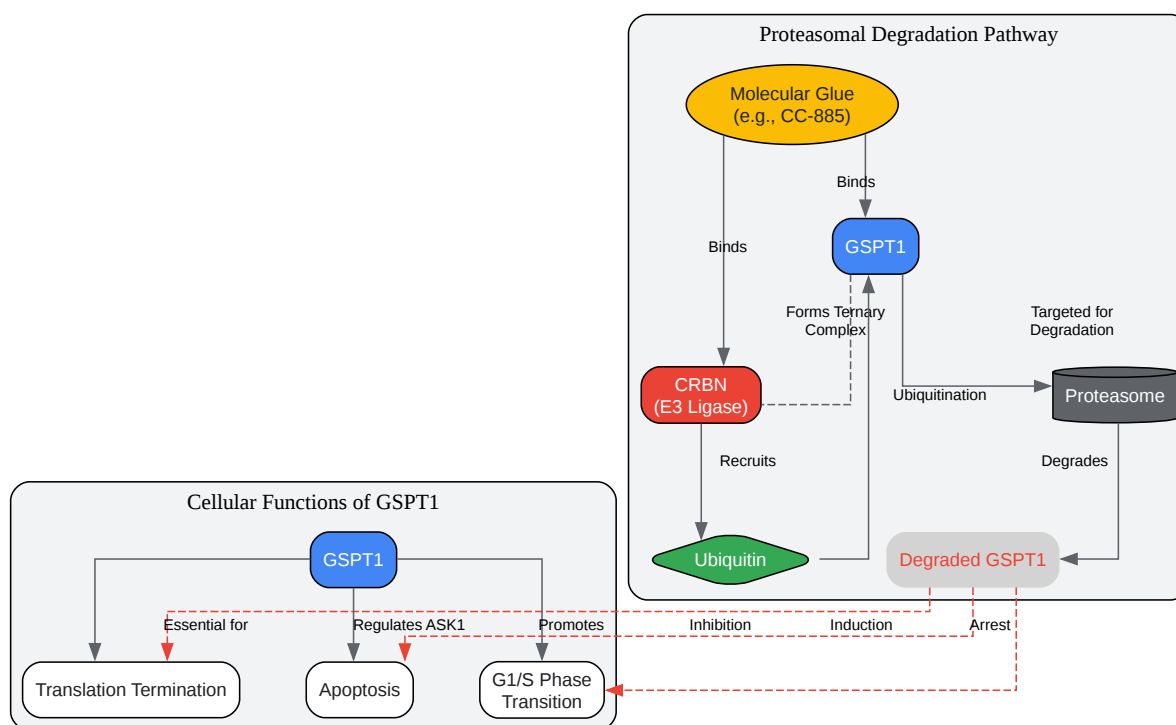 Proteasomal Degradation Pathway
Molecular Glue
(e.g., CC-885)
Binds
GSPT1
Binds
Forms Ternary
Complex
Targeted for
Degradation
CRBN
(E3 Ligase)
Ubiquitination
Proteasome
Recruits
Degrades
Ubiquitin
Degraded GSPT1
Cellular Functions of GSPT1
GSPT1
Essential for
Regulates ASK1
Promotes
Inhibition
Induction
Arrest
Translation Termination
Apoptosis
G1/S Phase
Transition